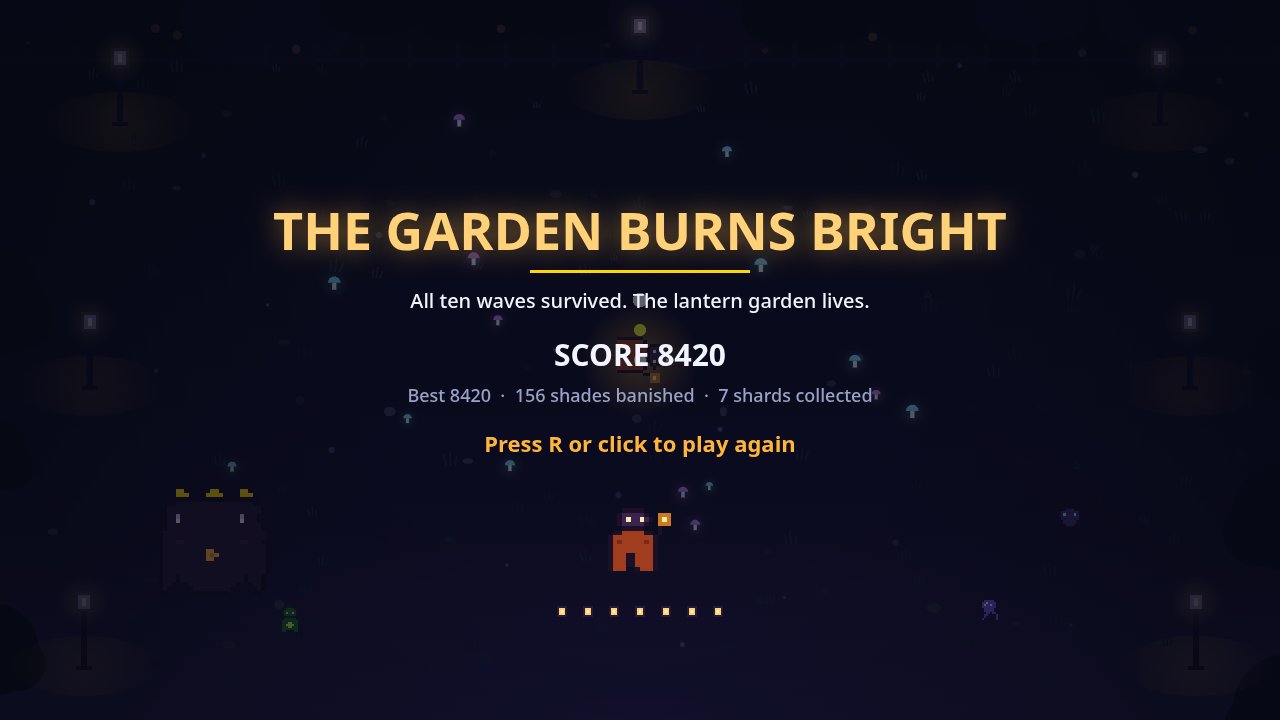 THE GARDEN BURNS BRIGHT
All ten waves survived. The lantern garden lives.
SCORE 8420
Best 8420 · 156 shades banished · 7 shards collected
Press R or click to play again